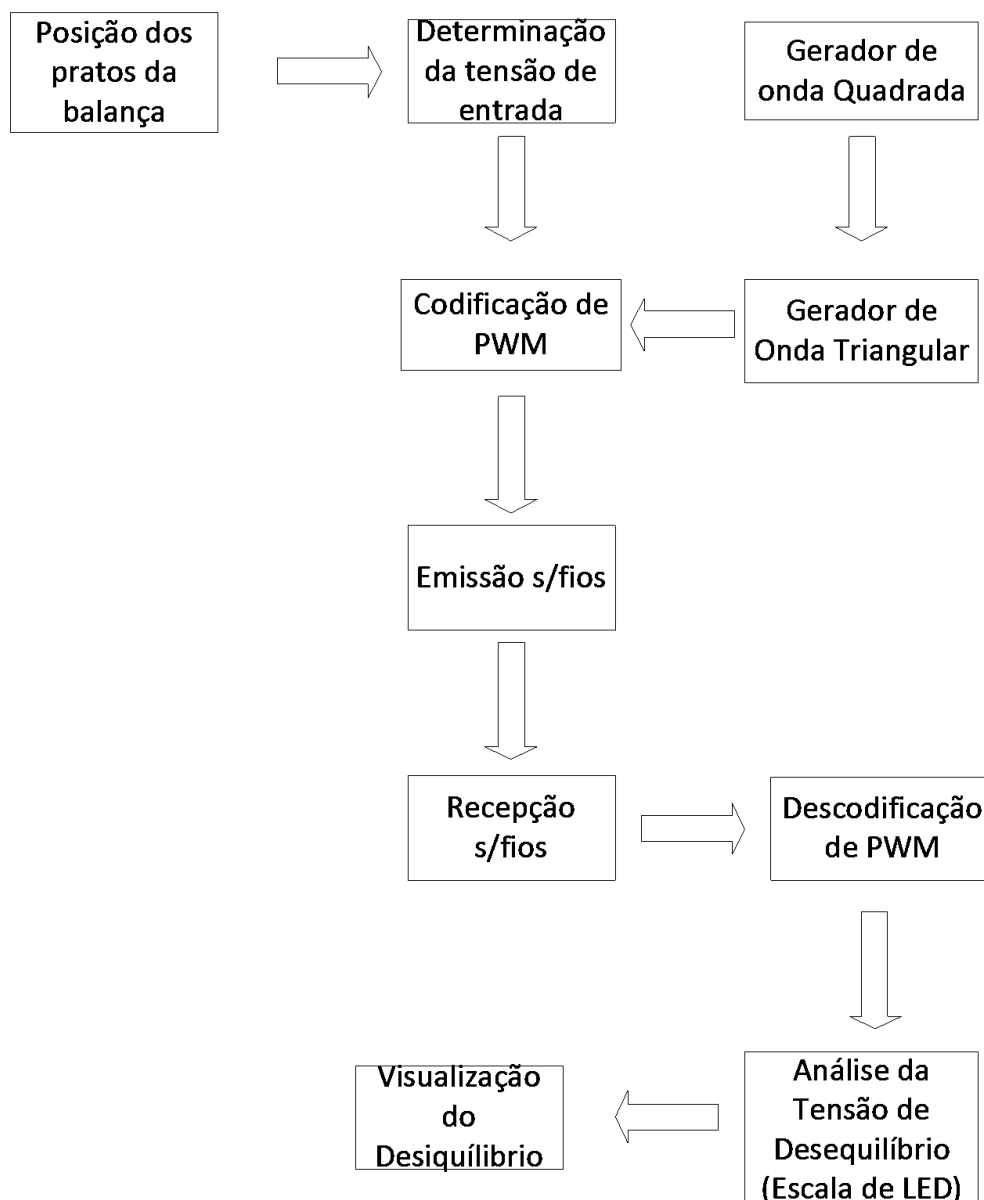 Posição dos
pratos da
balança
Determinação
da tensão de
entrada
Gerador de
onda Quadrada
Codificação de
PWM
Gerador de
Onda Triangular
Emissão s/fios
Recepção
s/fios
Descodificação
de PWM
Visualização
do
Desiquílibrio
Análise da
Tensão de
Desequilíbrio
(Escala de LED)